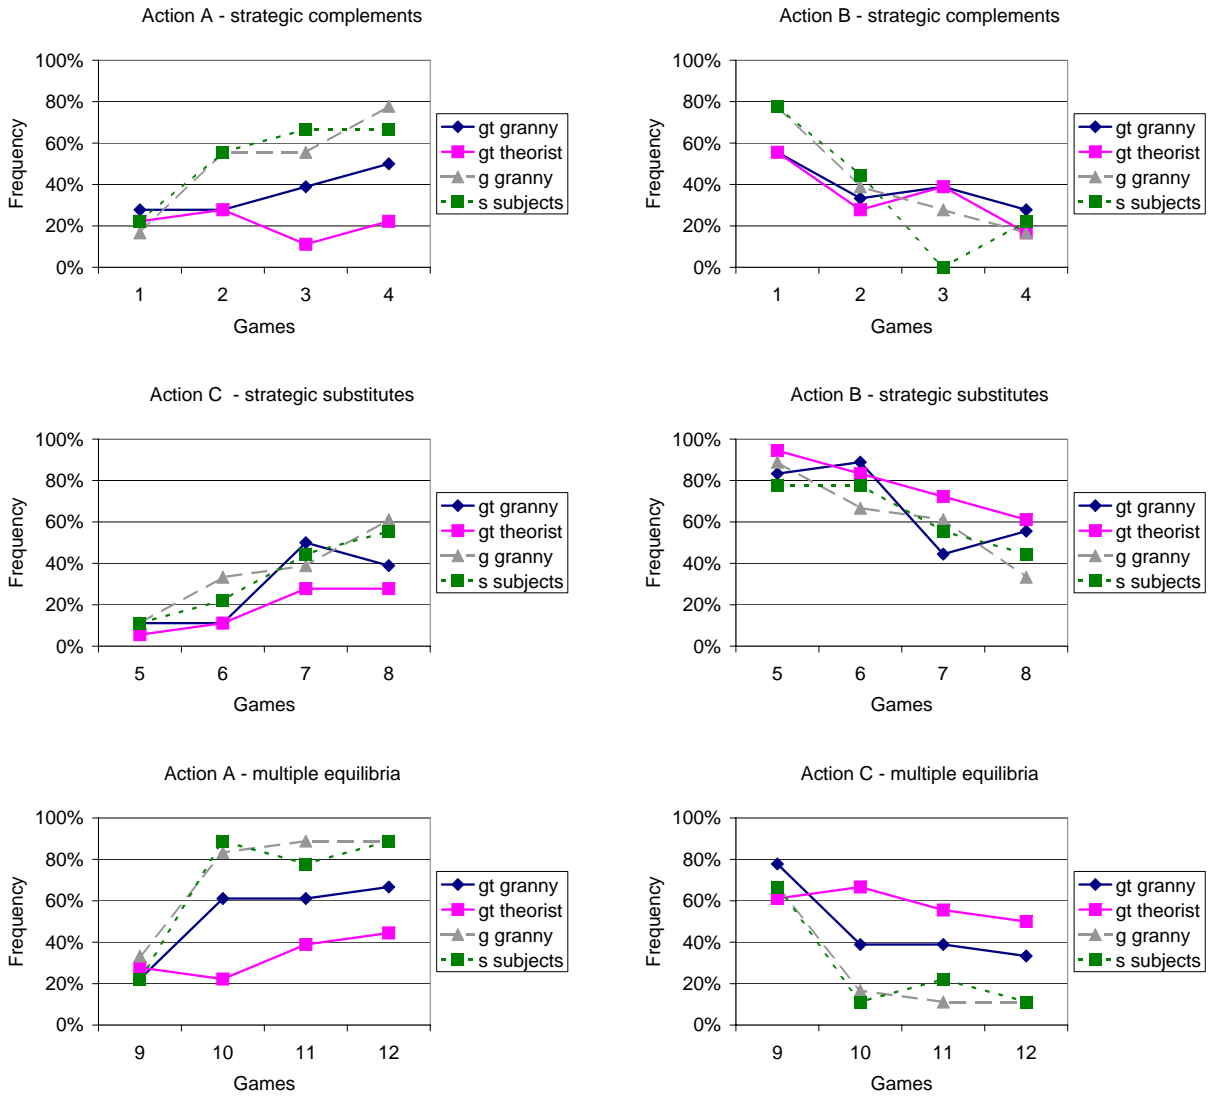 Action A - strategic complements
100%
80%
60%
40%
20%
0%
Frequency
1 2 3 4
Games
gt granny
gt theorist
g granny
s subjects
Action B - strategic complements
100%
80%
60%
40%
20%
0%
Frequency
1 2 3 4
Games
gt granny
gt theorist
g granny
s subjects
Action C - strategic substitutes
100%
80%
60%
40%
20%
0%
Frequency
5 6 7 8
Games
gt granny
gt theorist
g granny
s subjects
Action B - strategic substitutes
100%
80%
60%
40%
20%
0%
Frequency
5 6 7 8
Games
gt granny
gt theorist
g granny
s subjects
Action A - multiple equilibria
100%
80%
60%
40%
20%
0%
Frequency
9 10 11 12
Games
gt granny
gt theorist
g granny
s subjects
Action C - multiple equilibria
100%
80%
60%
40%
20%
0%
Frequency
9 10 11 12
Games
gt granny
gt theorist
g granny
s subjects